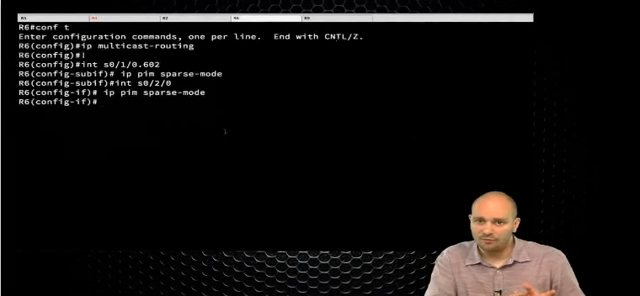 R6#conf t
Enter configuration commands, one per line.  End with CNTL/Z.
R6(config)#ip multicast-routing
R6(config)#!
R6(config)#int s0/1/0.602
R6(config-subif)# ip pim sparse-mode
R6(config-subif)#int s0/2/0
R6(config-if)# ip pim sparse-mode
R6(config-if)#